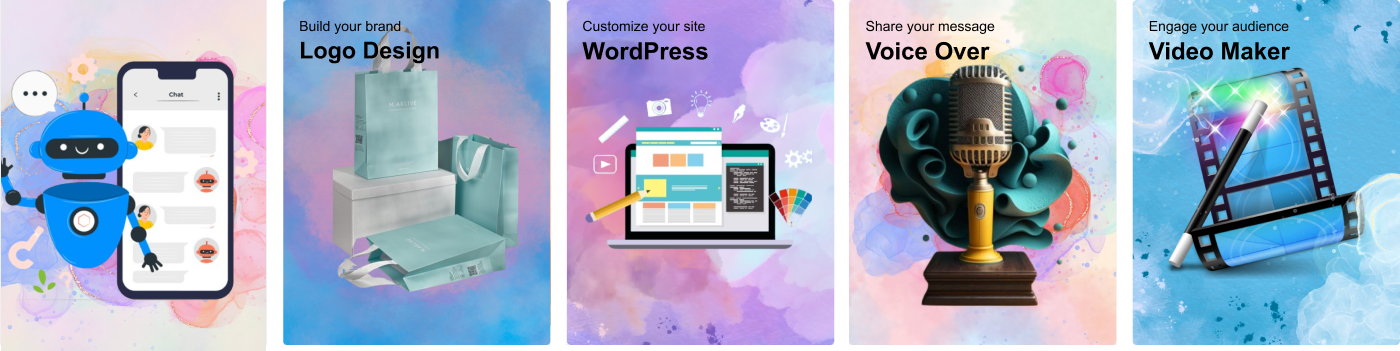 Chat
Build your brand
Logo Design
Customize your site
WordPress
Share your message
Voice Over
Engage your audience
Video Maker